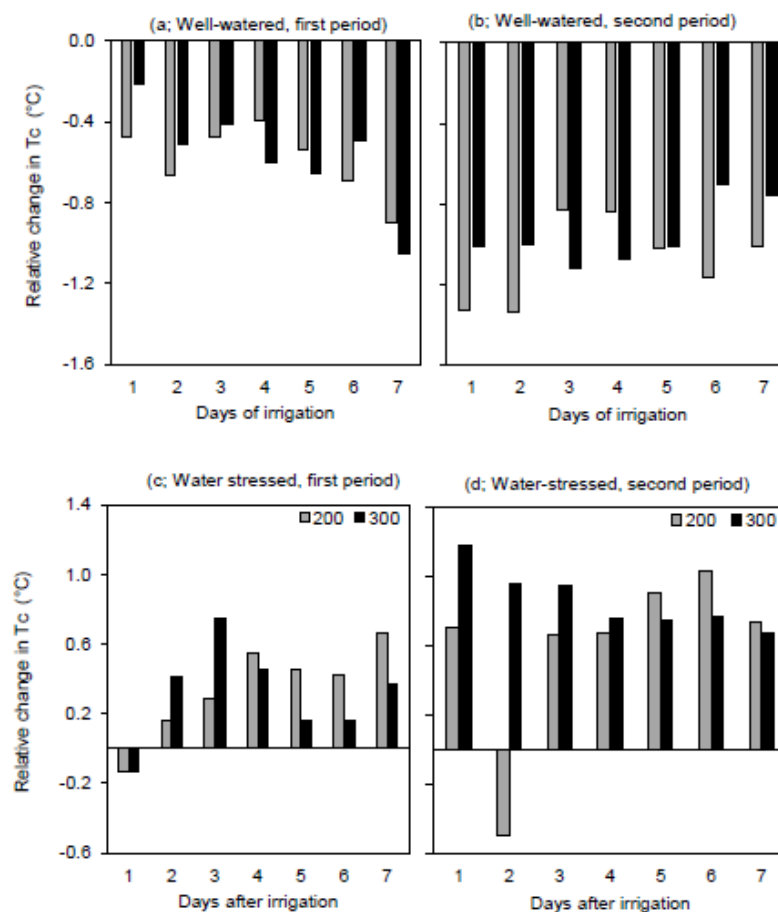 (a; Well-watered, first period)
(b; Well-watered, second period)
Relative change in Tc (°C)
0.0
-0.4
-0.8
-1.2
-1.6
1 2 3 4 5 6 7
1 2 3 4 5 6 7
Days of irrigation
Days of irrigation
(c; Water stressed, first period)
(d; Water-stressed, second period)
Relative change in Tc (°C)
1.4
1.0
0.6
0.2
-0.2
-0.6
200 300
200 300
1 2 3 4 5 6 7
1 2 3 4 5 6 7
Days after irrigation
Days after irrigation